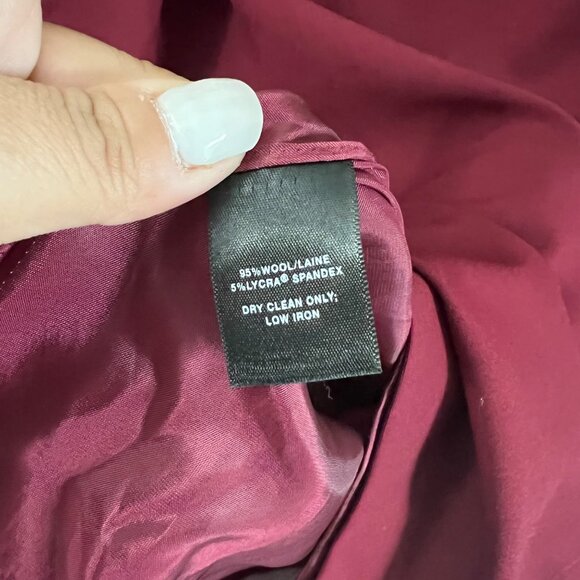 95%WOOL/LAINE
5%LYCRA® SPANDEX
DRY CLEAN ONLY;
LOW IRON